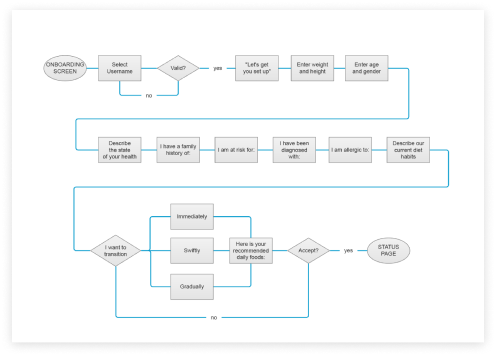 ONBOARDING
SCREEN
Select
Username
Valid?
yes
"Let's get
you set up"
Enter weight
and height
Enter age
and gender
no
Describe
the state
of your health
I have a family
history of:
I am at risk for:
I have been
diagnosed
with:
I am allergic to:
Describe our
current diet
habits
Immediately
I want to
transition
Swiftly
Here is your
recommended
daily foods:
Accept?
yes
STATUS
PAGE
Gradually
no